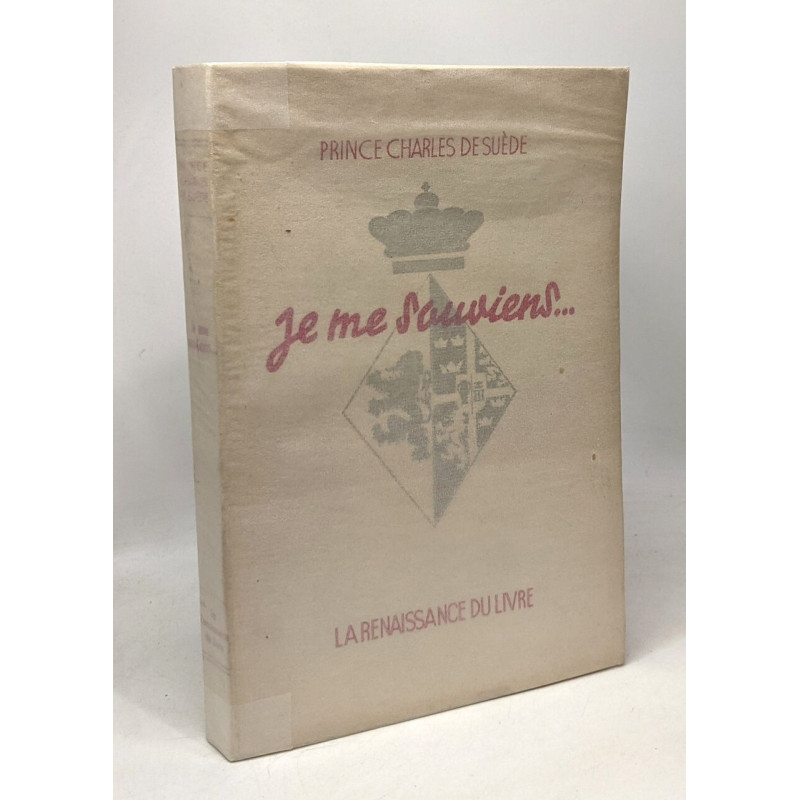 PRINCE CHARLES DE SUÈDE
Je me souviens...
LA RENAISSANCE DU LIVRE